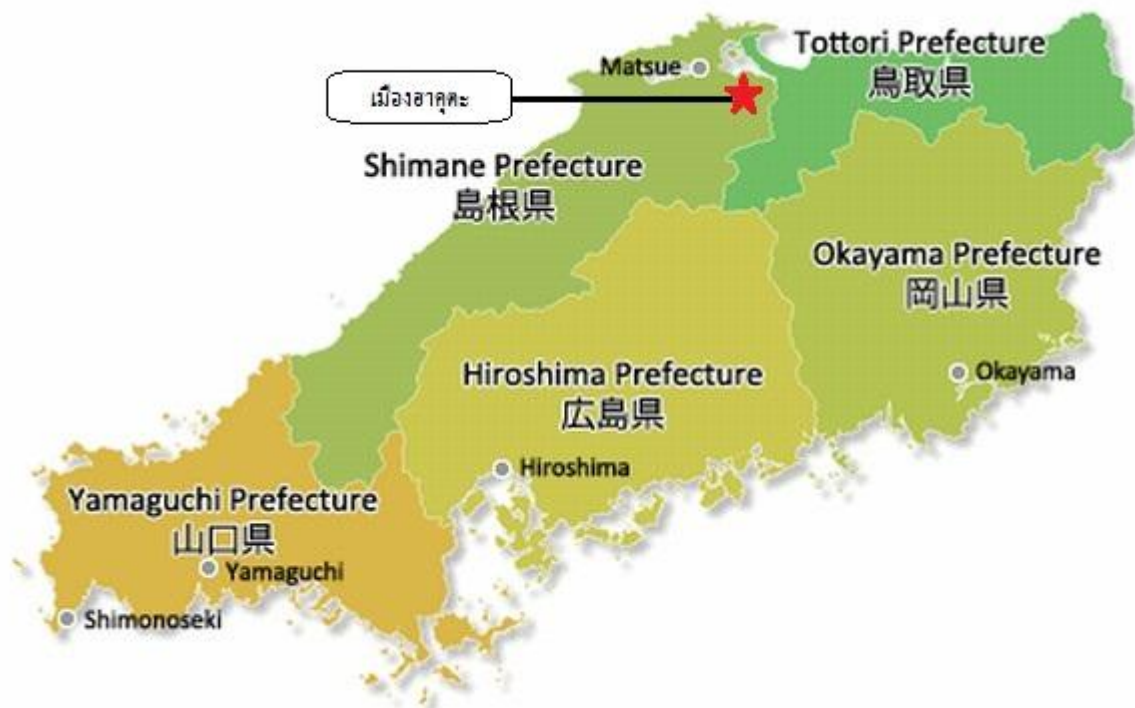 Tottori Prefecture
鳥取県
Matsue
เมืองฮาคุตะ
Shimane Prefecture
島根県
Okayama Prefecture
岡山県
Okayama
Hiroshima Prefecture
広島県
Hiroshima
Yamaguchi Prefecture
山口県
Yamaguchi
Shimonoseki